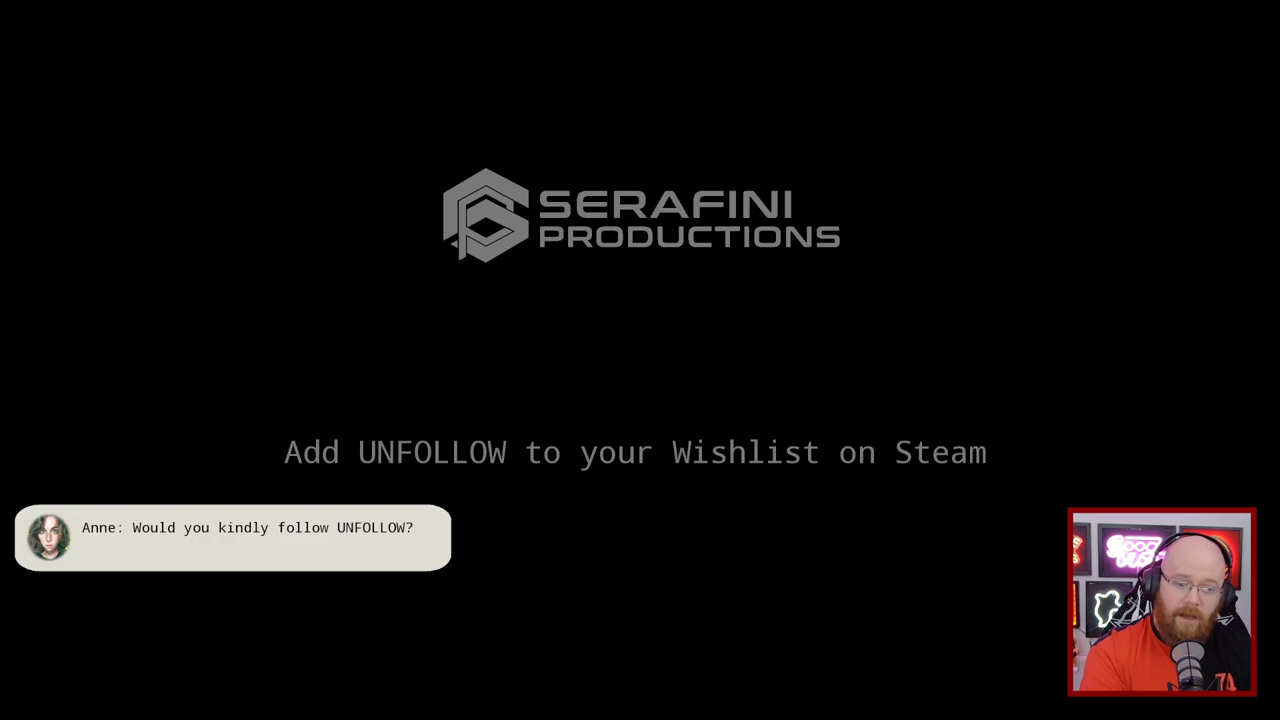 SERAFINI
PRODUCTIONS
Add UNFOLLOW to your Wishlist on Steam
Anne: Would you kindly follow UNFOLLOW?